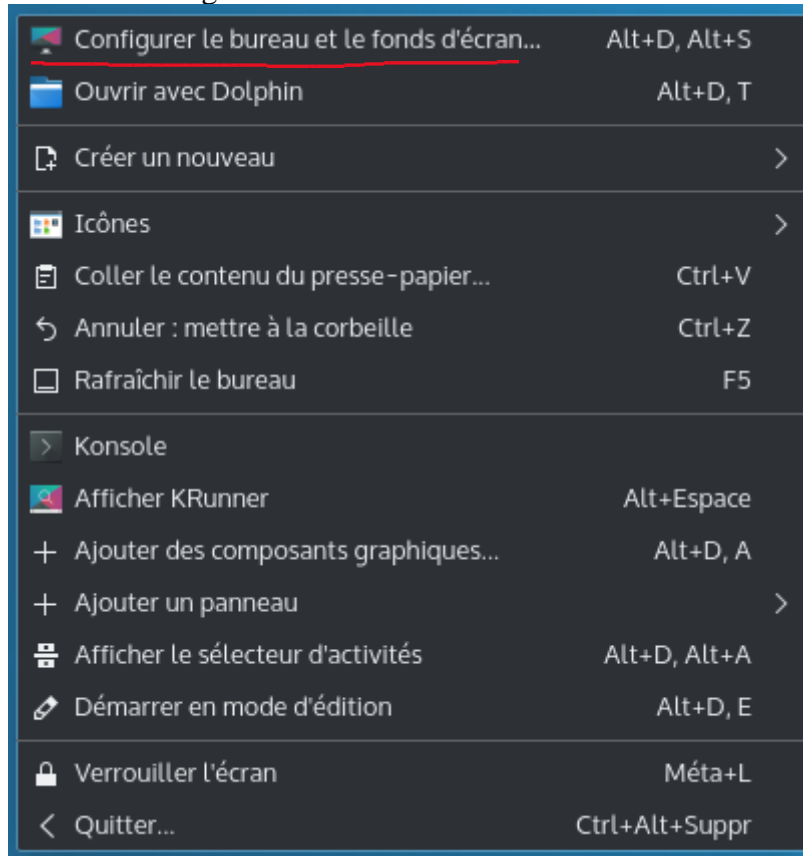 Configurer le bureau et le fonds d'écran... Alt+D, Alt+S
Ouvrir avec Dolphin Alt+D, T
Créer un nouveau
Icônes
Coller le contenu du presse-papier... Ctrl+V
Annuler : mettre à la corbeille Ctrl+Z
Rafraîchir le bureau F5
Konsole
Afficher KRunner Alt+Espace
Ajouter des composants graphiques... Alt+D, A
Ajouter un panneau
Afficher le sélecteur d'activités Alt+D, Alt+A
Démarrer en mode d'édition Alt+D, E
Verrouiller l'écran Méta+L
Quitter... Ctrl+Alt+Suppr